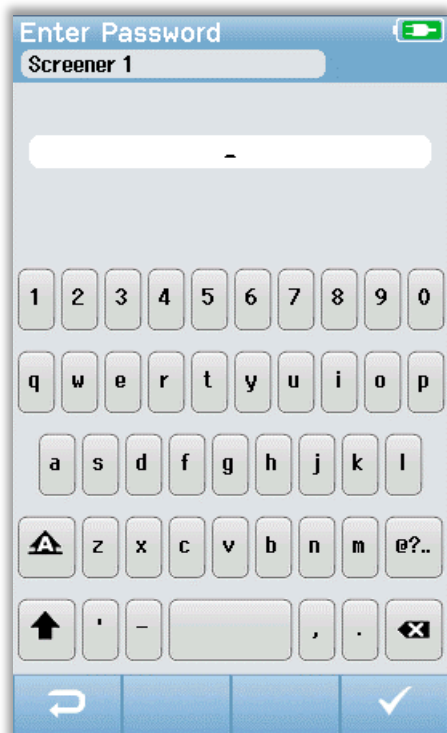 Enter Password
Screener 1
1 2 3 4 5 6 7 8 9 0
q w e r t y u i o p
a s d f g h j k l
A z x c v b n m @?..
' - , .